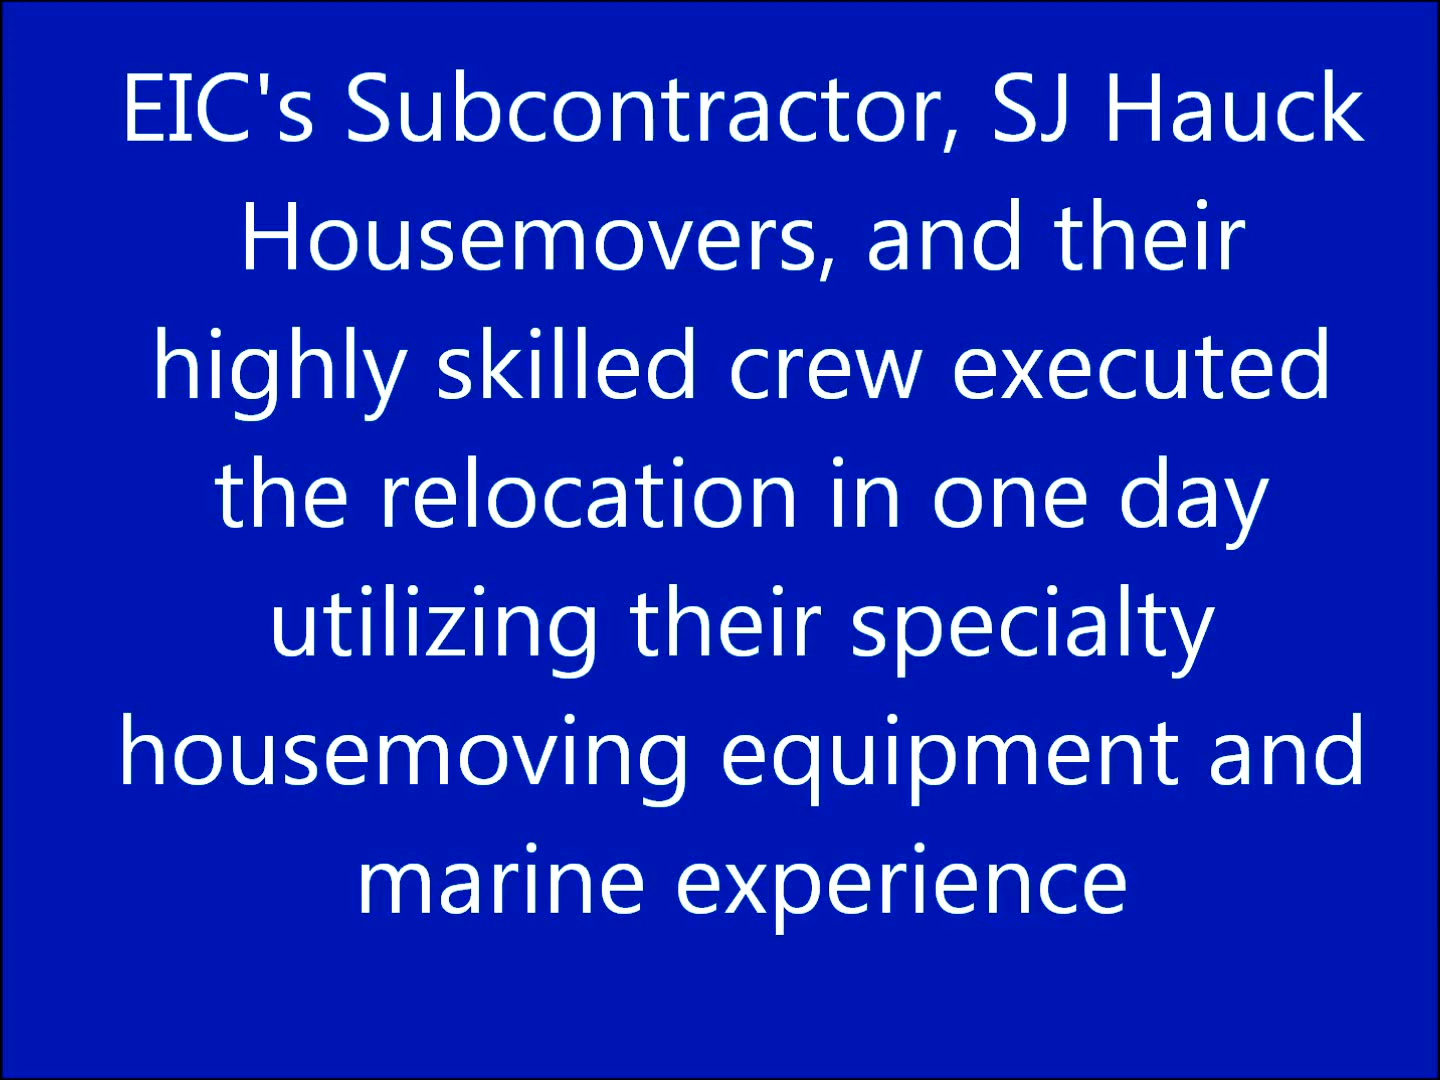 EIC's Subcontractor, SJ Hauck
Housemovers, and their
highly skilled crew executed
the relocation in one day
utilizing their specialty
housemoving equipment and
marine experience